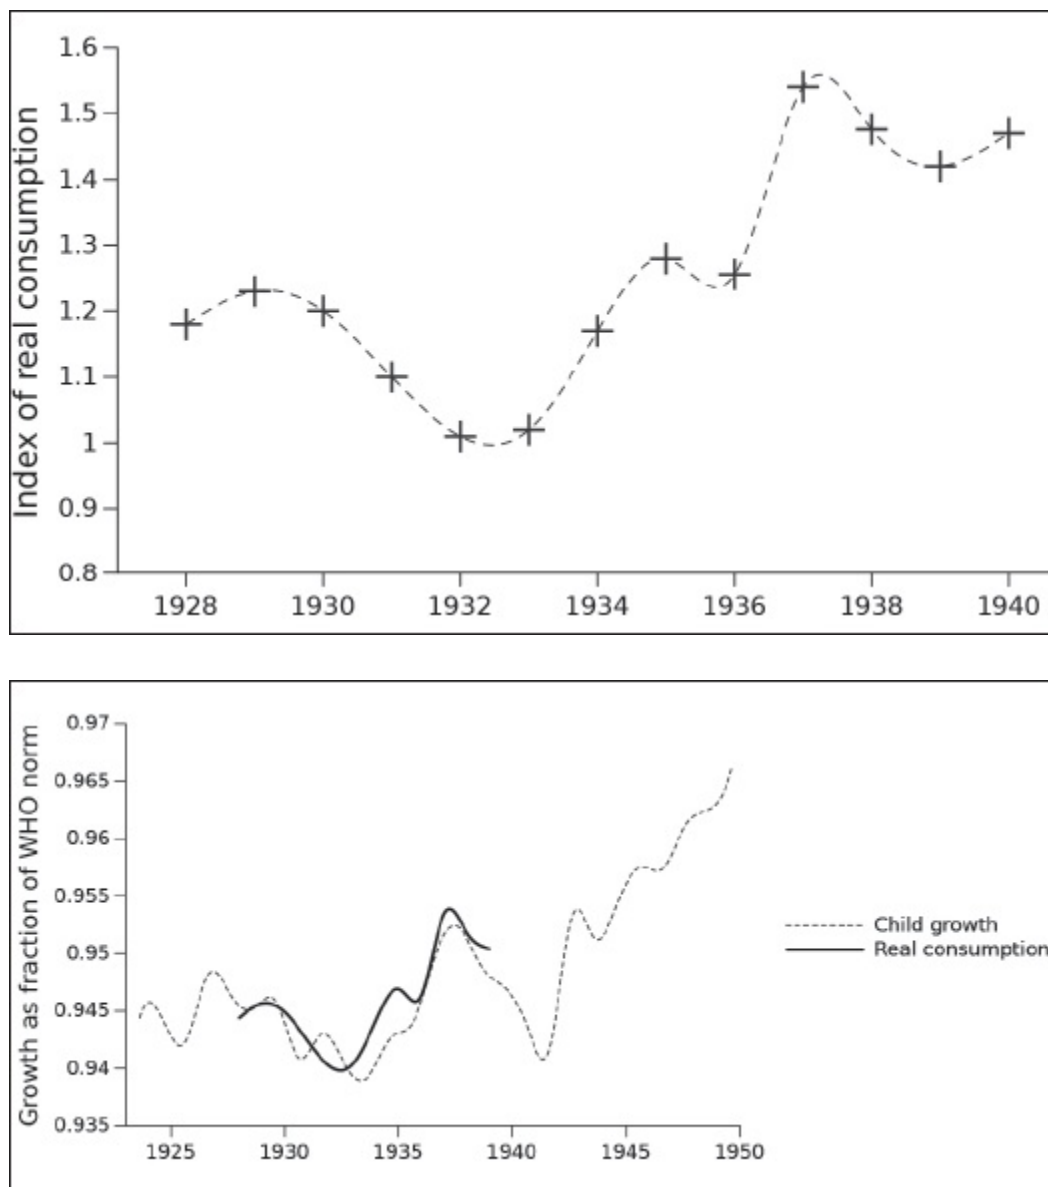 Index of real consumption
1.6
1.5
1.4
1.3
1.2
1.1
1
0.9
0.8
1928 1930 1932 1934 1936 1938 1940
Growth as fraction of WHO norm
0.97
0.965
0.96
0.955
0.95
0.945
0.94
0.935
1925 1930 1935 1940 1945 1950
Child growth
Real consumption